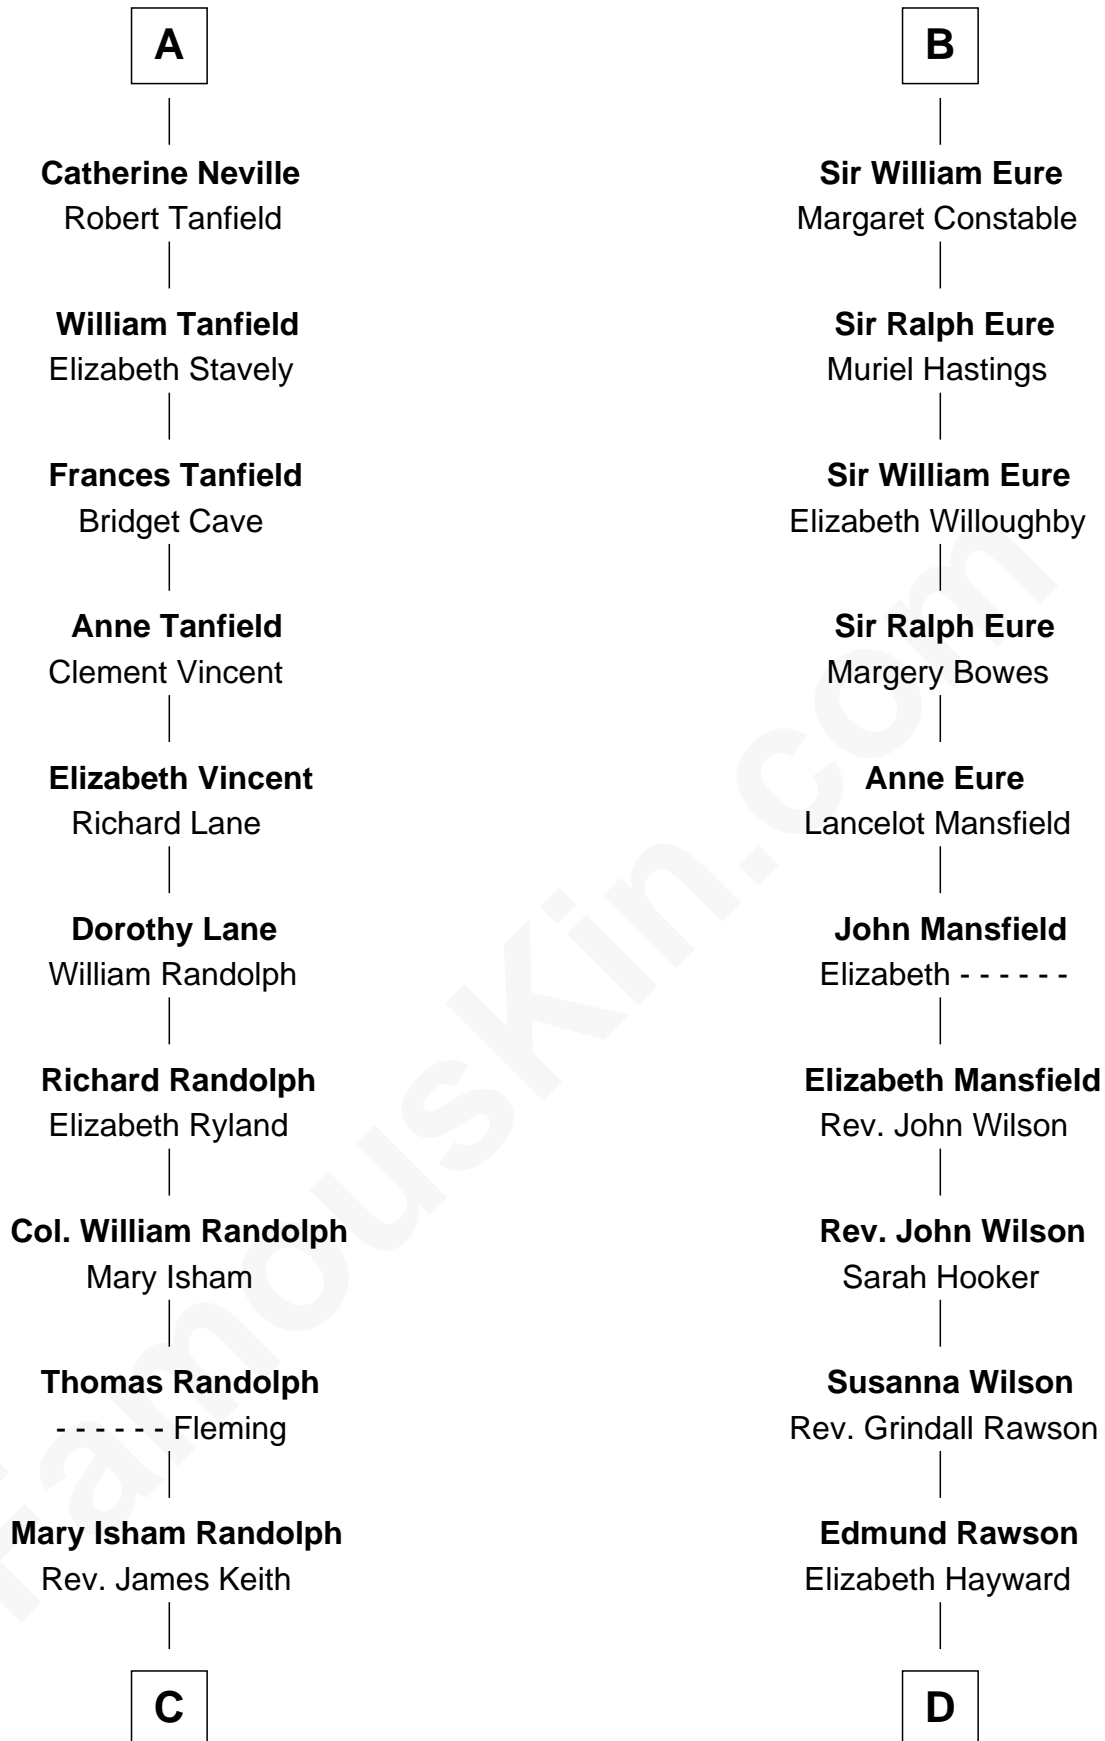 A
Catherine Neville
Robert Tanfield
William Tanfield
Elizabeth Stavely
Frances Tanfield
Bridget Cave
Anne Tanfield
Clement Vincent
Elizabeth Vincent
Richard Lane
Dorothy Lane
William Randolph
Richard Randolph
Elizabeth Ryland
Col. William Randolph
Mary Isham
Thomas Randolph
- - - - - - Fleming
Mary Isham Randolph
Rev. James Keith
C
B
Sir William Eure
Margaret Constable
Sir Ralph Eure
Muriel Hastings
Sir William Eure
Elizabeth Willoughby
Sir Ralph Eure
Margery Bowes
Anne Eure
Lancelot Mansfield
John Mansfield
Elizabeth - - - - - -
Elizabeth Mansfield
Rev. John Wilson
Rev. John Wilson
Sarah Hooker
Susanna Wilson
Rev. Grindall Rawson
Edmund Rawson
Elizabeth Hayward
D
FamousKin.com